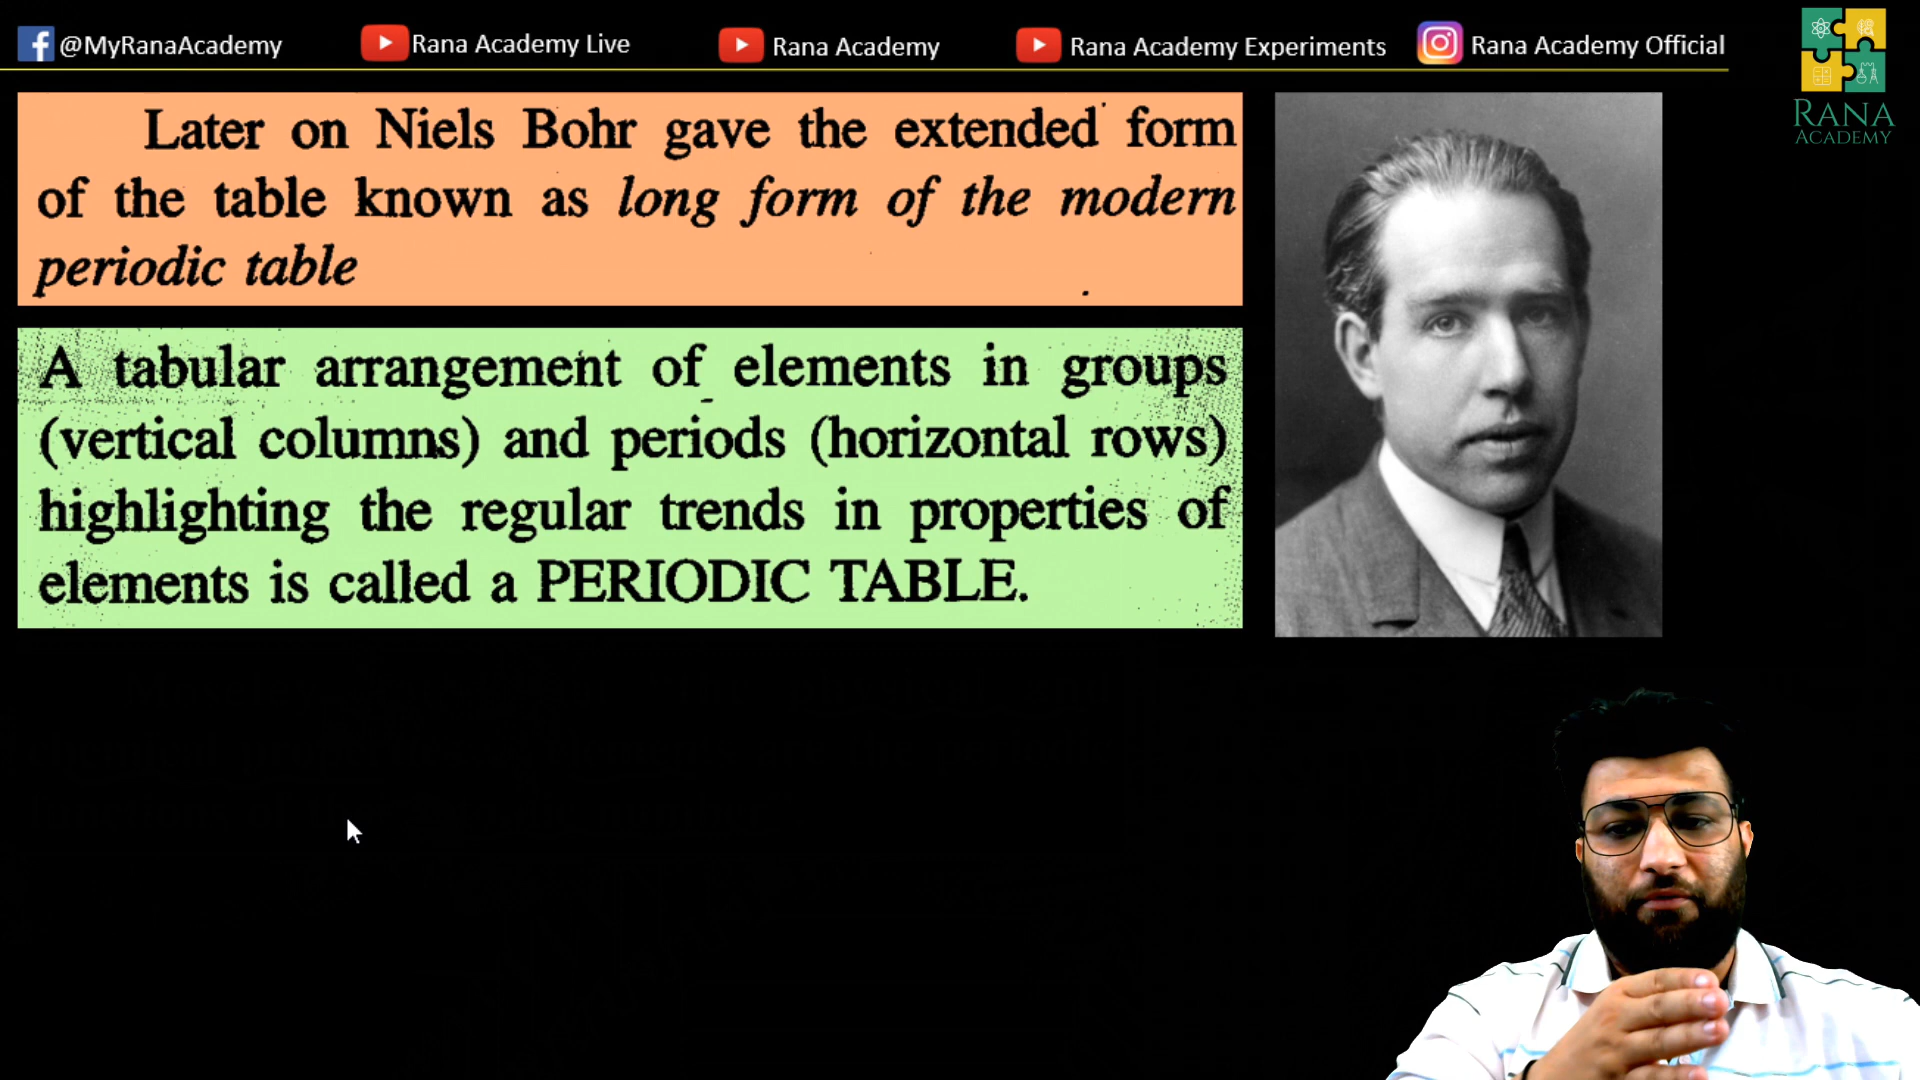 @MyRanaAcademy
Rana Academy Live
Rana Academy
Rana Academy Experiments
Rana Academy Official
RANA
ACADEMY
Later on Niels Bohr gave the extended form
of the table known as long form of the modern
periodic table
A tabular arrangement of elements in groups
(vertical columns) and periods (horizontal rows)
highlighting the regular trends in properties of
elements is called a PERIODIC TABLE.